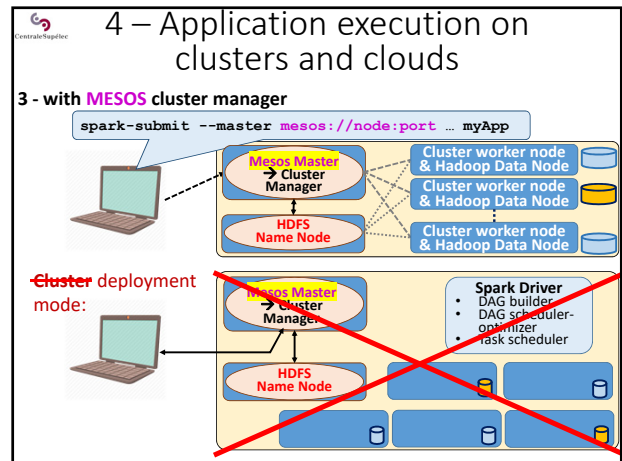 CentraleSupélec
4 – Application execution on
clusters and clouds
3 - with MESOS cluster manager
spark-submit --master mesos://node:port … myApp
Mesos Master
➔ Cluster
Manager
HDFS
Name Node
Cluster worker node
& Hadoop Data Node
Cluster worker node
& Hadoop Data Node
Cluster worker node
& Hadoop Data Node
Cluster deployment
mode:
Mesos Master
➔ Cluster
Manager
HDFS
Name Node
Spark Driver
• DAG builder
• DAG scheduler-
optimizer
• Task scheduler